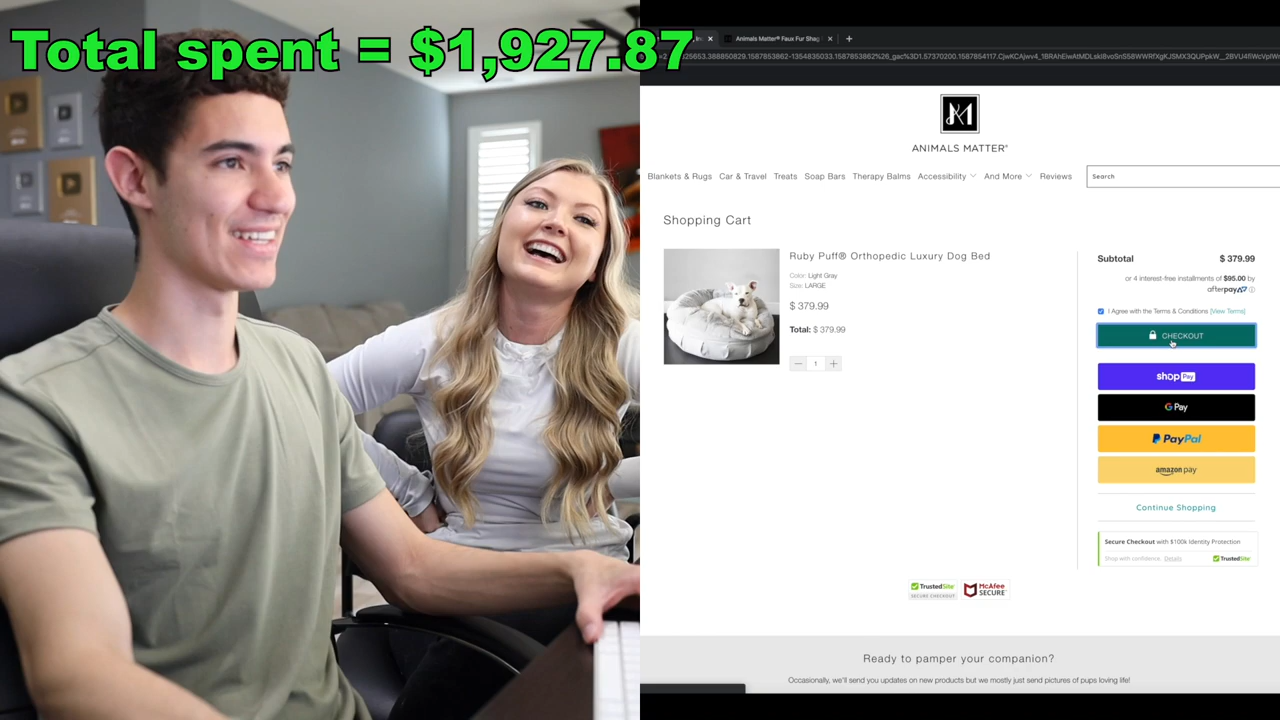 Total spent = $1,927.87
Animals Matter® Faux Fur Shag
ANIMALS MATTER®
Blankets & Rugs Car & Travel Treats Soap Bars Therapy Balms Accessibility And More Reviews
Search
Shopping Cart
Ruby Puff® Orthopedic Luxury Dog Bed
Color: Light Gray
Size: LARGE
$ 379.99
Total: $ 379.99
1
Subtotal $ 379.99
or 4 interest-free installments of $95.00 by
afterpay
I Agree with the Terms & Conditions [View Terms]
CHECKOUT
shop Pay
G Pay
PayPal
amazon pay
Continue Shopping
Secure Checkout with $100k Identity Protection
Shop with confidence. Details TrustedSite
TrustedSite
SECURE CHECKOUT
McAfee
SECURE
Ready to pamper your companion?
Occasionally, we'll send you updates on new products but we mostly just send pictures of pups loving life!